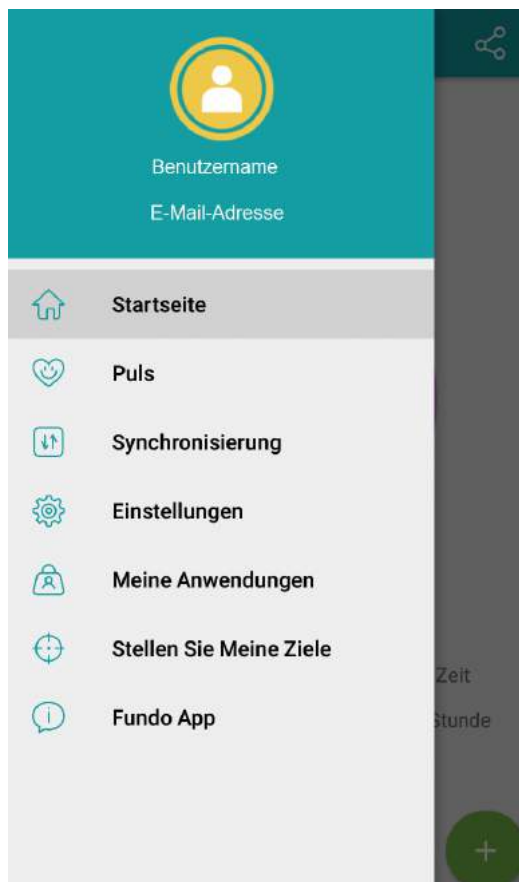 Benutzername
E-Mail-Adresse
Startseite
Puls
Synchronisierung
Einstellungen
Meine Anwendungen
Stellen Sie Meine Ziele
Zeit
Fundo App
Stunde